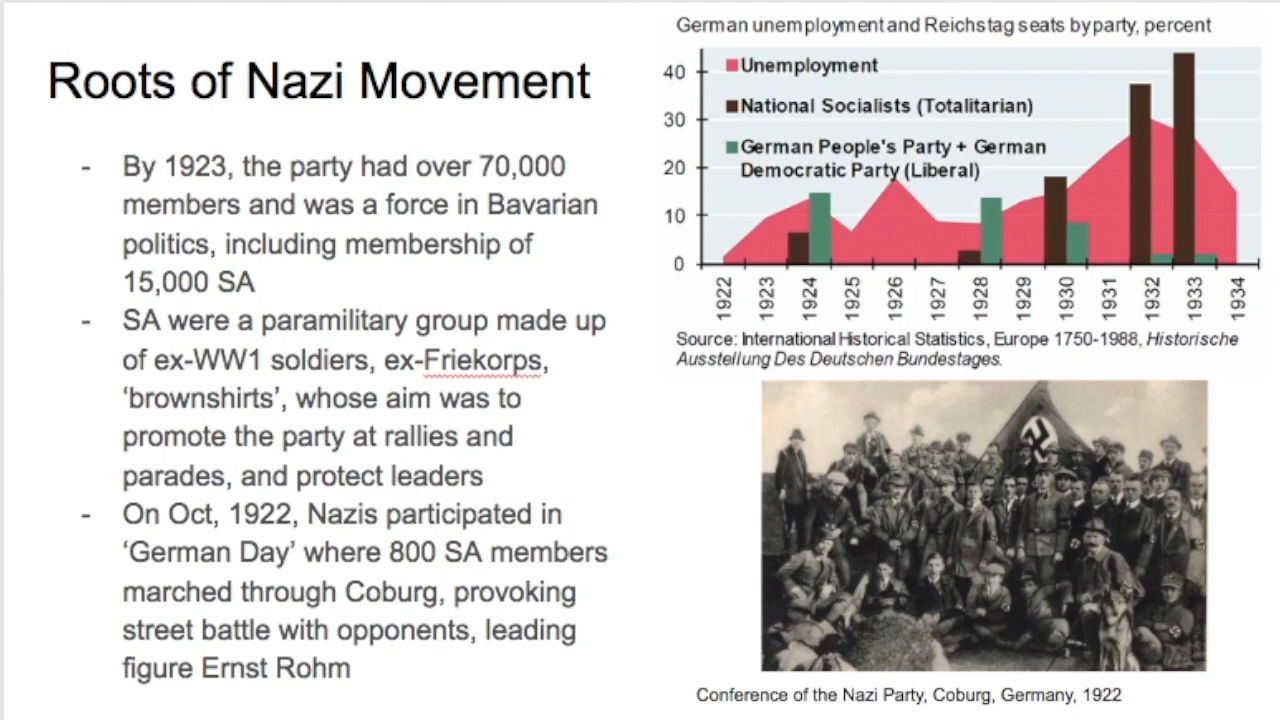 Roots of Nazi Movement
- By 1923, the party had over 70,000
members and was a force in Bavarian
politics, including membership of
15,000 SA
- SA were a paramilitary group made up
of ex-WW1 soldiers, ex-Friekorps,
‘brownshirts’, whose aim was to
promote the party at rallies and
parades, and protect leaders
- On Oct, 1922, Nazis participated in
‘German Day’ where 800 SA members
marched through Coburg, provoking
street battle with opponents, leading
figure Ernst Rohm
German unemployment and Reichstag seats by party, percent
Unemployment
National Socialists (Totalitarian)
German People's Party + German
Democratic Party (Liberal)
40
30
20
10
0
1922 1923 1924 1925 1926 1927 1928 1929 1930 1931 1932 1933 1934
Source: International Historical Statistics, Europe 1750-1988, Historische
Ausstellung Des Deutschen Bundestages.
Conference of the Nazi Party, Coburg, Germany, 1922